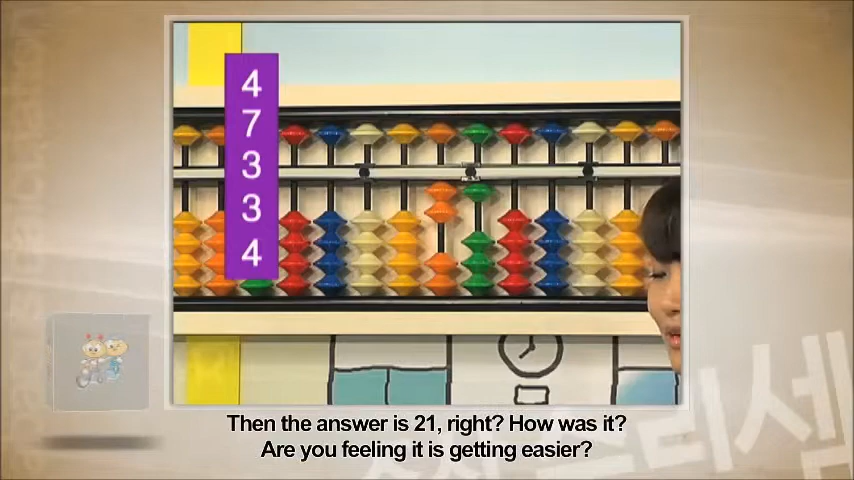 4
7
3
3
4
Then the answer is 21, right? How was it?
Are you feeling it is getting easier?